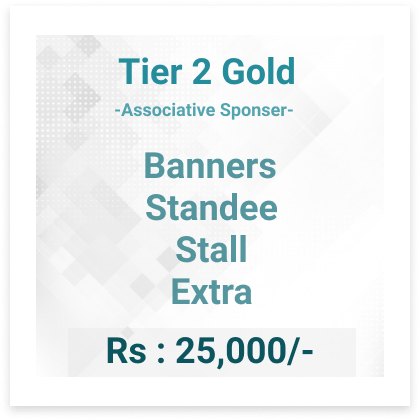 Tier 2 Gold
-Associative Sponser-
Banners
Standee
Stall
Extra
Rs : 25,000/-